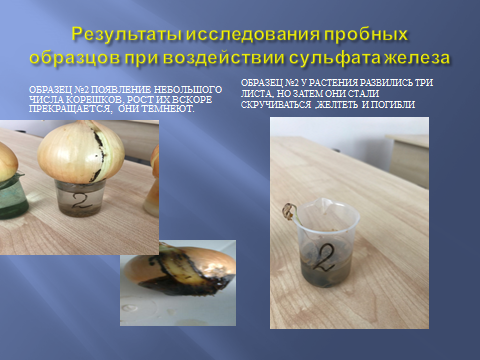 Результаты исследования пробных
образцов при воздействии сульфата железа
ОБРАЗЕЦ №2 ПОЯВЛЕНИЕ НЕБОЛЬШОГО
ЧИСЛА КОРЕШКОВ. РОСТ ИХ ВСКОРЕ
ПРЕКРАЩАЕТСЯ, ОНИ ТЕМНЕЮТ.
ОБРАЗЕЦ №2 У РАСТЕНИЯ РАЗВИЛИСЬ ТРИ
ЛИСТА, НО ЗАТЕМ ОНИ СТАЛИ
СКРУЧИВАТЬСЯ ,ЖЕЛТЕТЬ И ПОГИБЛИ
2
2